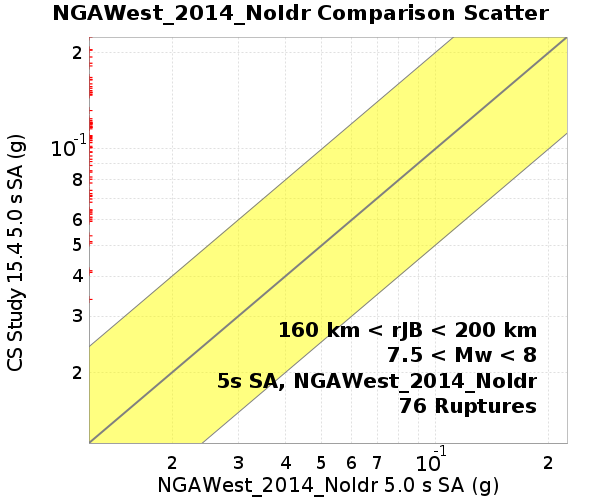 NGAWest_2014_NoIdr Comparison Scatter
CS Study 15.4 5.0 s SA (g)
2
10-1
8
6
5
4
3
2
160 km < rJB < 200 km
7.5 < Mw < 8
5s SA, NGAWest_2014_NoIdr
76 Ruptures
2 3 4 5 6 7 10-1 2
NGAWest_2014_NoIdr 5.0 s SA (g)